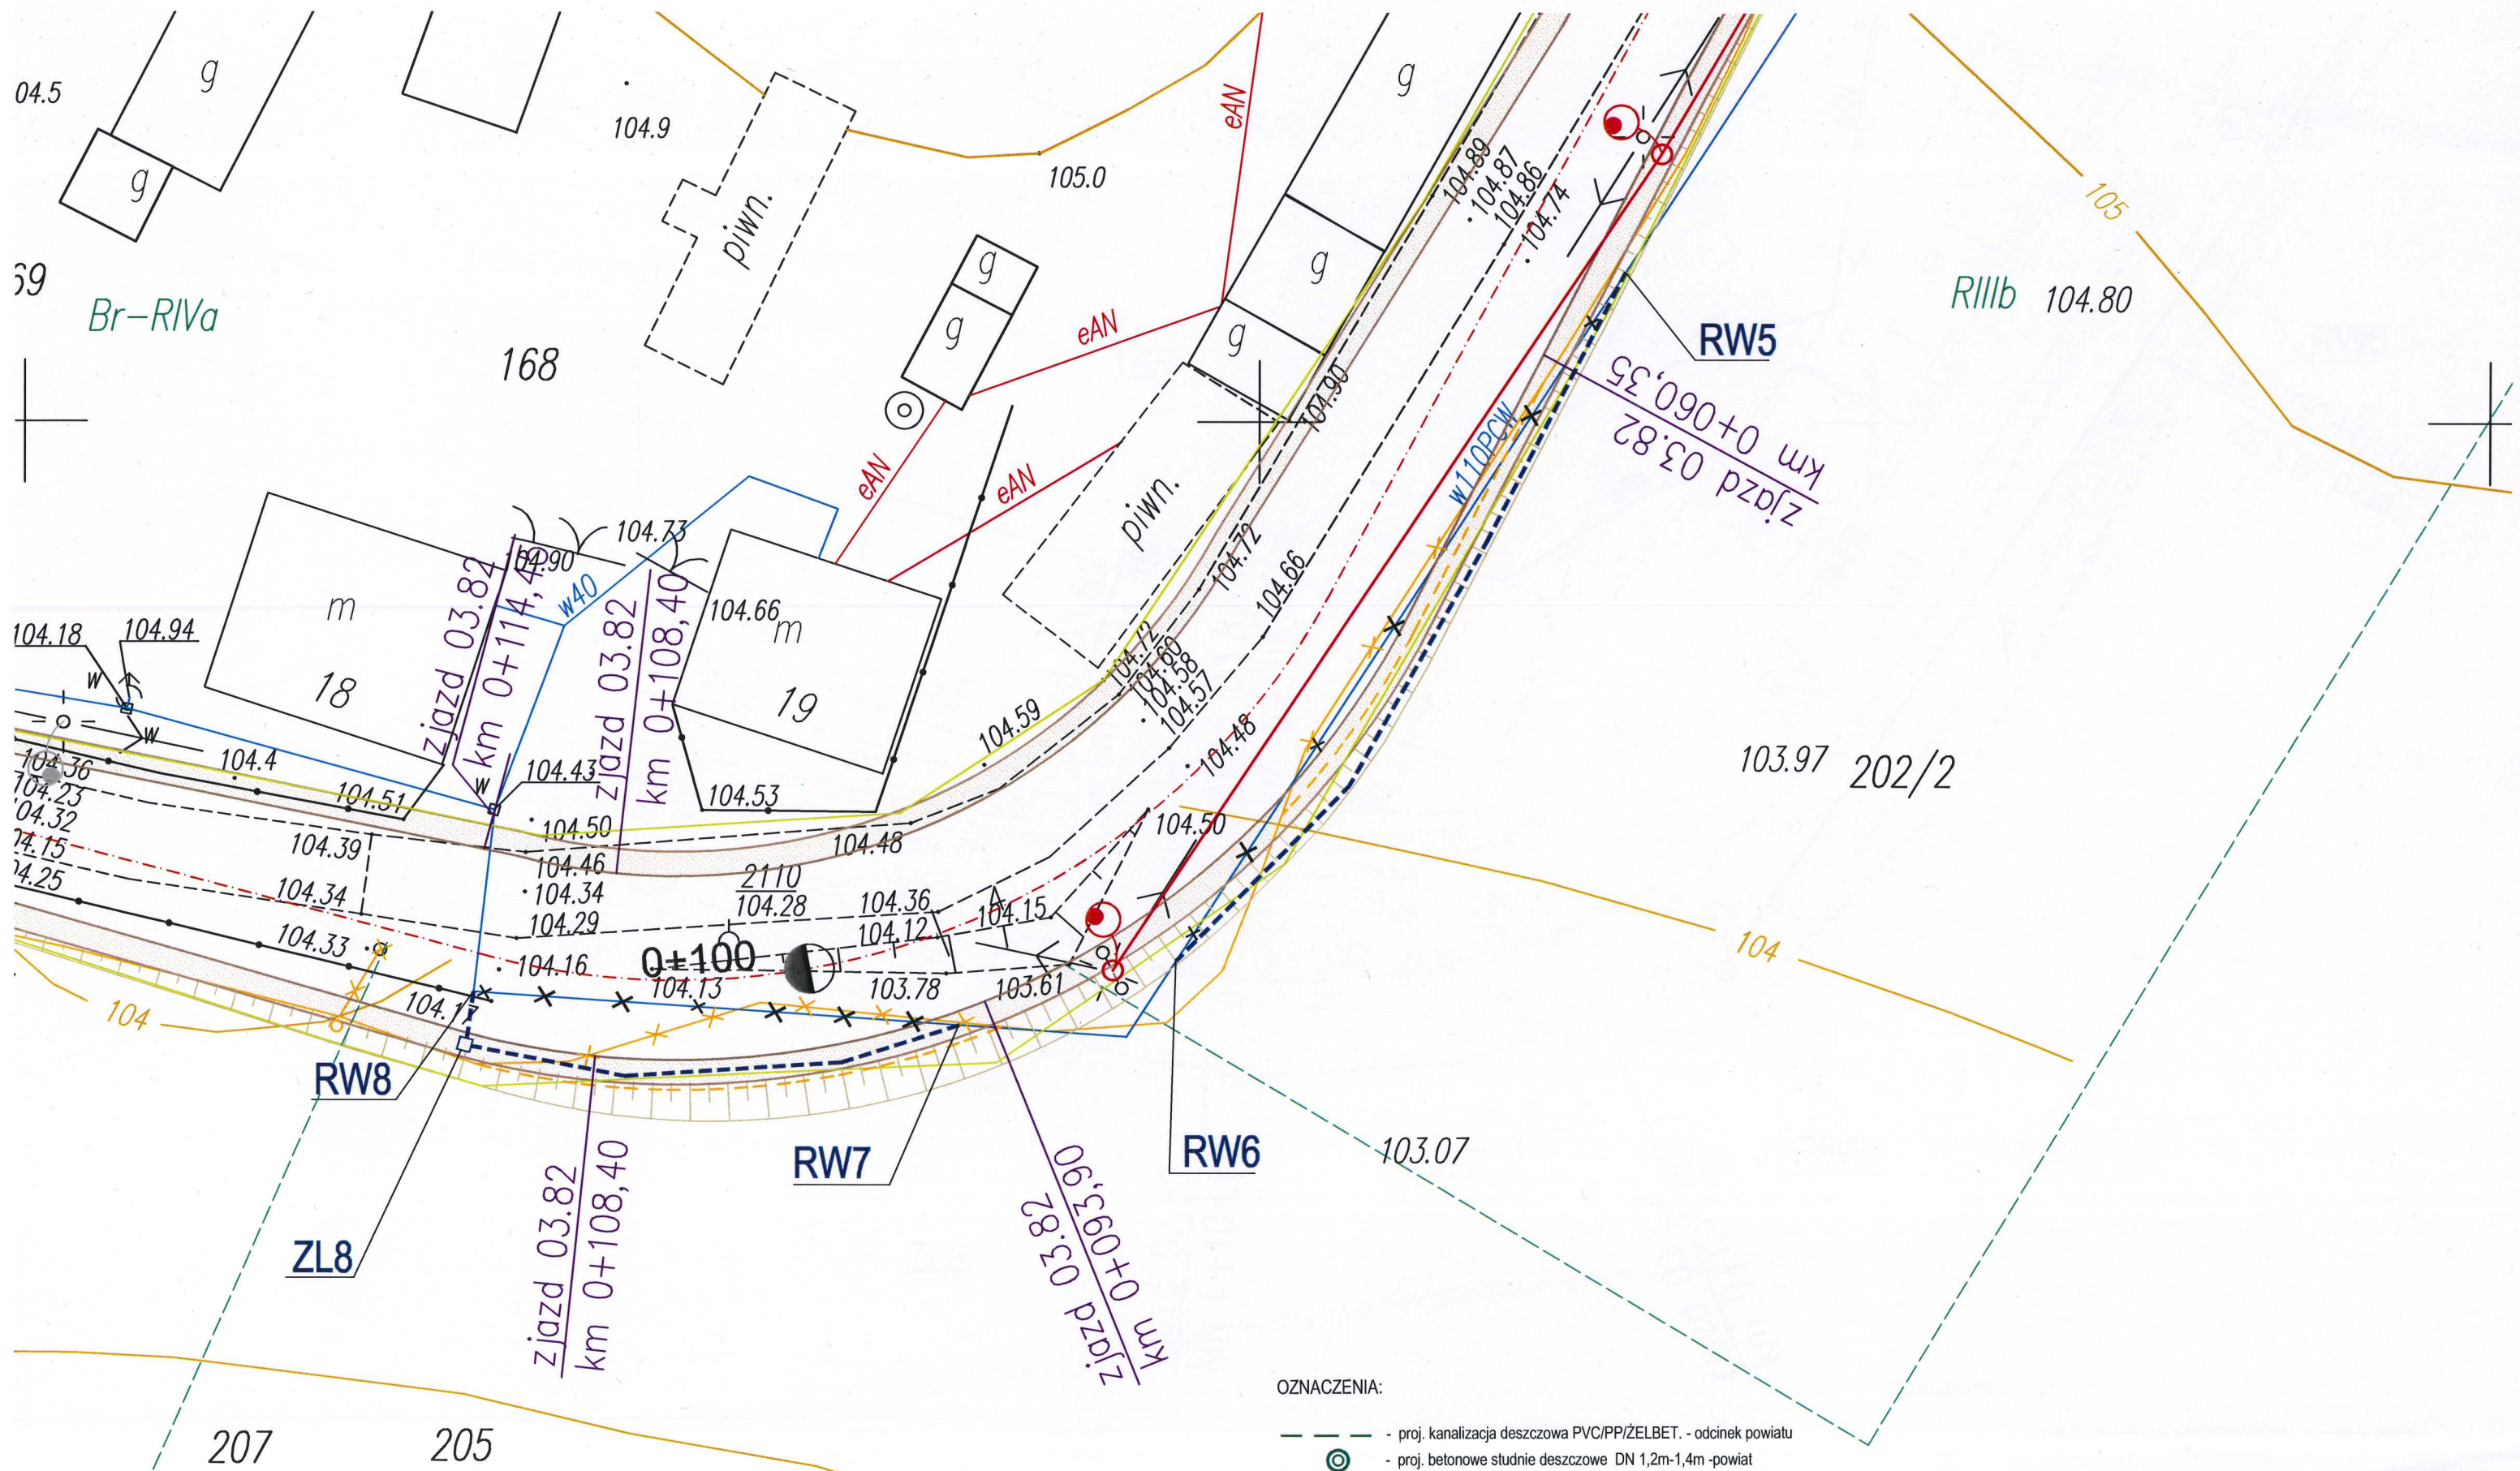 g
g
04.5
g
104.9
105.0
piwn.
eAN
g
g
g
g
g
104.89
104.87
104.86
104.74
105
RIIIb 104.80
69
Br-RIVa
168
eAN
eAN
eAN
104.90
RW5
zjazd 03.82
km 0+060,35
w110PCW
piwn.
104.73
104.90
w40
m
18
zjazd 03.82
km 0+114,40
zjazd 03.82
km 0+108,40
104.66
m
19
104.72
104.66
104.72
104.60
104.58
104.57
104.59
104.48
104.18
104.94
W
W
W
104.4
104.43
104.36
104.23
04.32
04.15
04.25
104.51
104.53
104.39
104.50
104.46
104.34
104.29
104.48
104.50
104.34
2110
104.28
104.36
104.12
104.15
104.33
104.16
0+100
104.13
103.78
103.61
104.17
103.97 202/2
104
104
RW8
RW7
RW6
ZL8
103.07
zjazd 03.82
km 0+108,40
zjazd 03.82
km 0+093,90
207
205
OZNACZENIA:
- proj. kanalizacja deszczowa PVC/PP/ŻELBET. - odcinek powiatu
- proj. betonowe studnie deszczowe DN 1,2m-1,4m -powiat